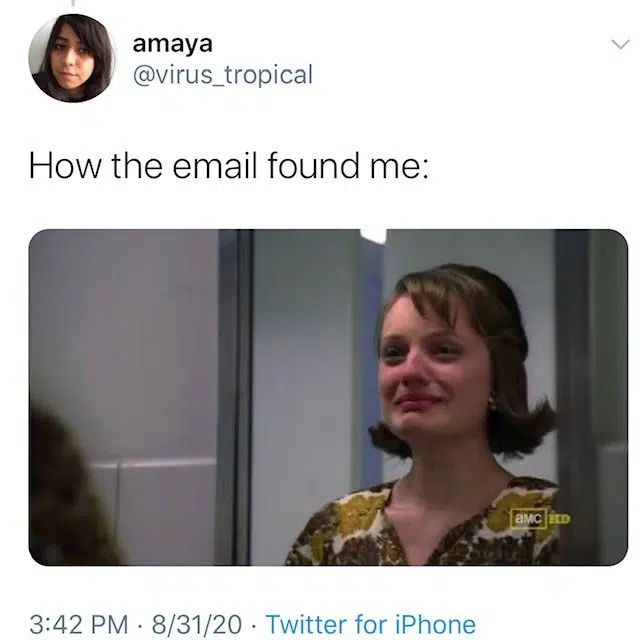 amaya
@virus_tropical
How the email found me:
amc HD
3:42 PM · 8/31/20 · Twitter for iPhone